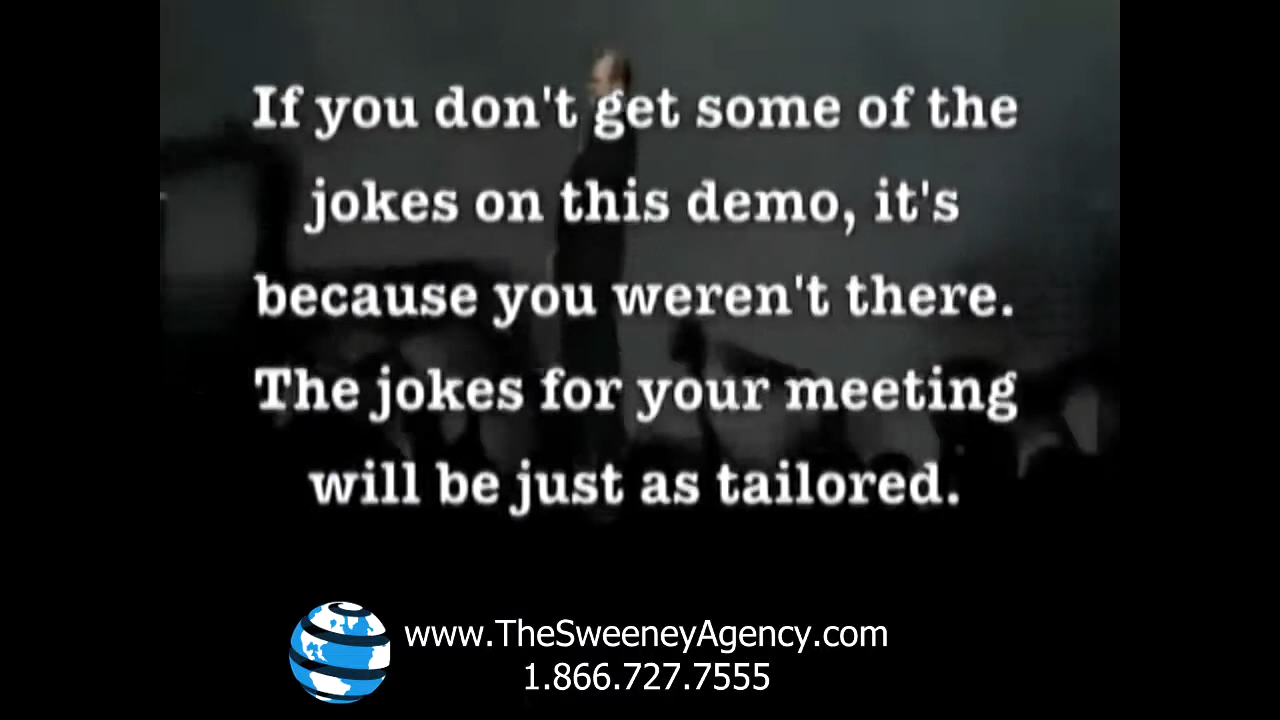 If you don't get some of the
jokes on this demo, it's
because you weren't there.
The jokes for your meeting
will be just as tailored.
www.TheSweeneyAgency.com
1.866.727.7555